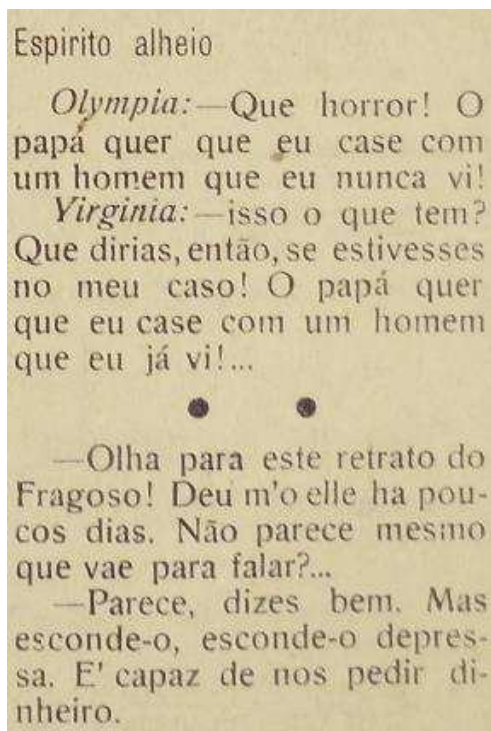 Espirito alheio
Olympia:—Que horror! O
papá quer que eu case com
um homem que eu nunca vi!
Virginia:—isso o que tem?
Que dirias, então, se estivesses
no meu caso! O papá quer
que eu case com um homem
que eu já vi!...
—Olha para este retrato do
Fragoso! Deu m'o elle ha pou-
cos dias. Não parece mesmo
que vae para falar?...
—Parece, dizes bem. Mas
esconde-o, esconde-o depres-
sa. E' capaz de nos pedir di-
nheiro.